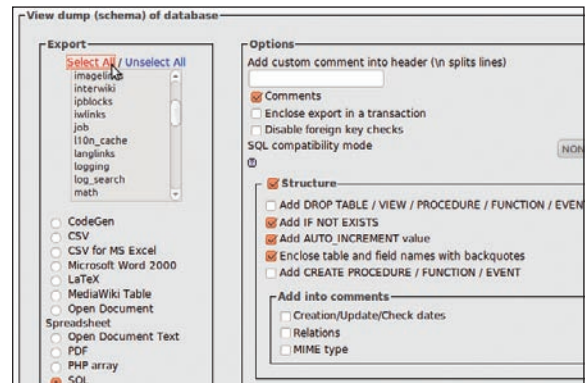 View dump (schema) of database
Export
Select All / Unselect All
imagelinks
interwiki
ipblocks
iwlinks
job
l10n_cache
langlinks
logging
log_search
math
CodeGen
CSV
CSV for MS Excel
Microsoft Word 2000
LaTeX
MediaWiki Table
Open Document
Spreadsheet
Open Document Text
PDF
PHP array
SQL
Options
Add custom comment into header (\n splits lines)
Comments
Enclose export in a transaction
Disable foreign key checks
SQL compatibility mode
NON
Structure
Add DROP TABLE / VIEW / PROCEDURE / FUNCTION / EVEN
Add IF NOT EXISTS
Add AUTO_INCREMENT value
Enclose table and field names with backquotes
Add CREATE PROCEDURE / FUNCTION / EVENT
Add into comments
Creation/Update/Check dates
Relations
MIME type